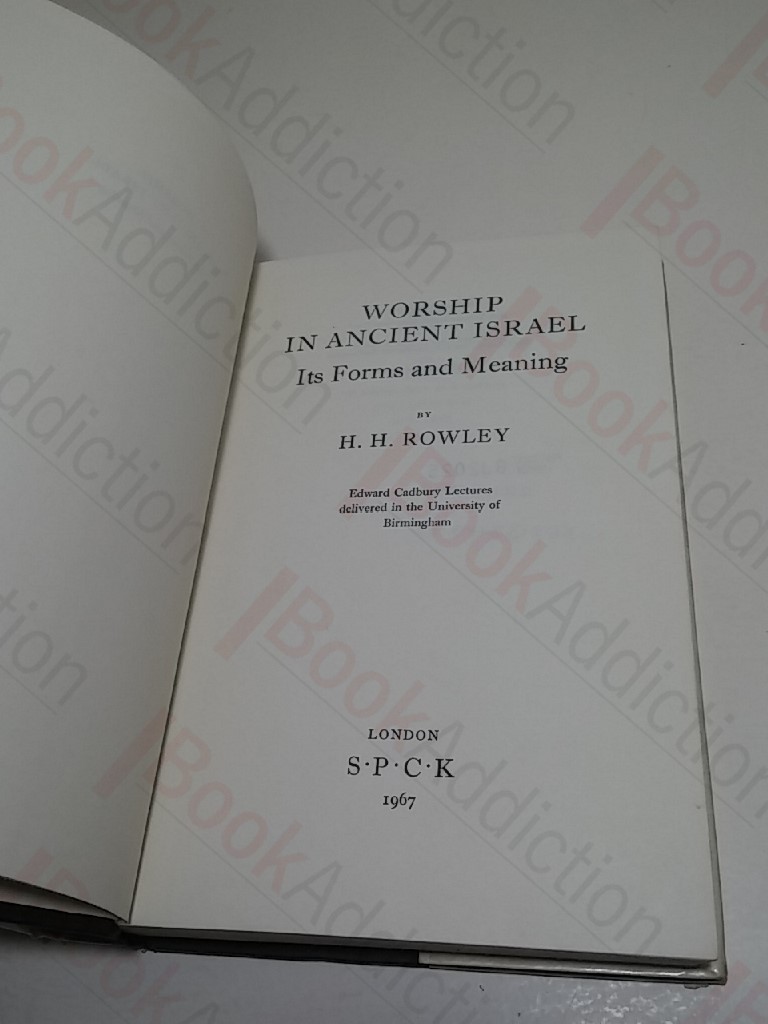 WORSHIP
IN ANCIENT ISRAEL
Its Forms and Meaning
BY
H. H. ROWLEY
Edward Cadbury Lectures
delivered in the University of
Birmingham
LONDON
S·P·C·K
1967
BookAddiction